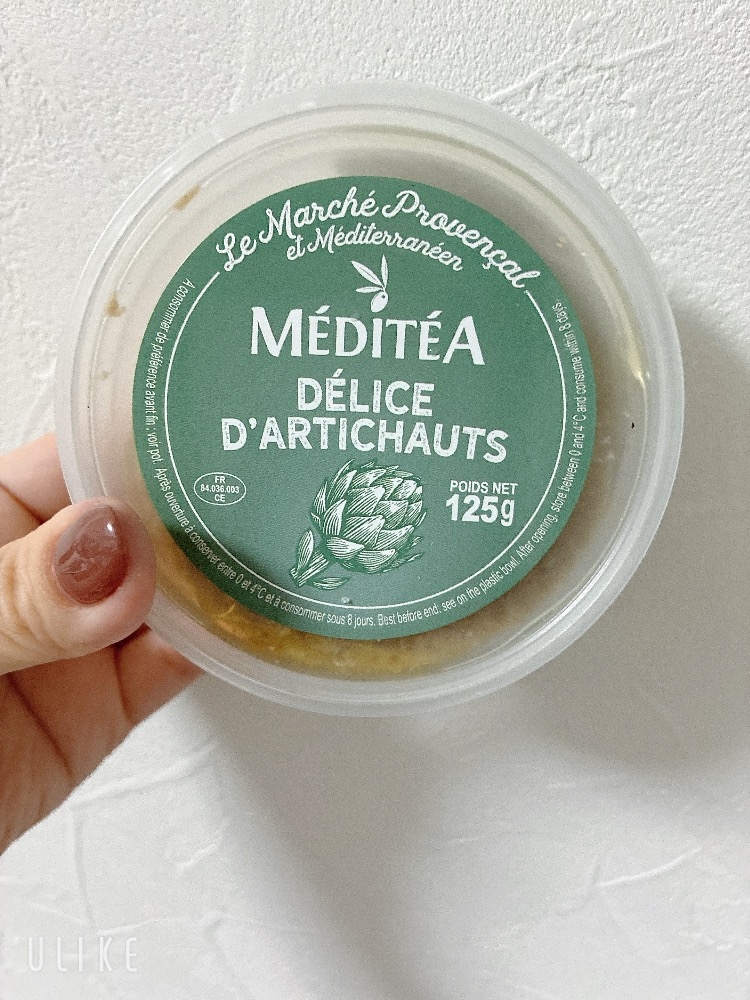 Le Marché Provençal
et Méditerranéen
MÉDITÉA
DÉLICE
D'ARTICHAUTS
FR
84.036.003
CE
POIDS NET
125g
A consommer de préférence avant fin : voir pot. Après ouverture à conserver entre 0 et 4°C et à consommer sous 8 jours. Best before end: see on the plastic bowl. After opening, store between 0 and 4°C and consume within 8 days.
ULIKE